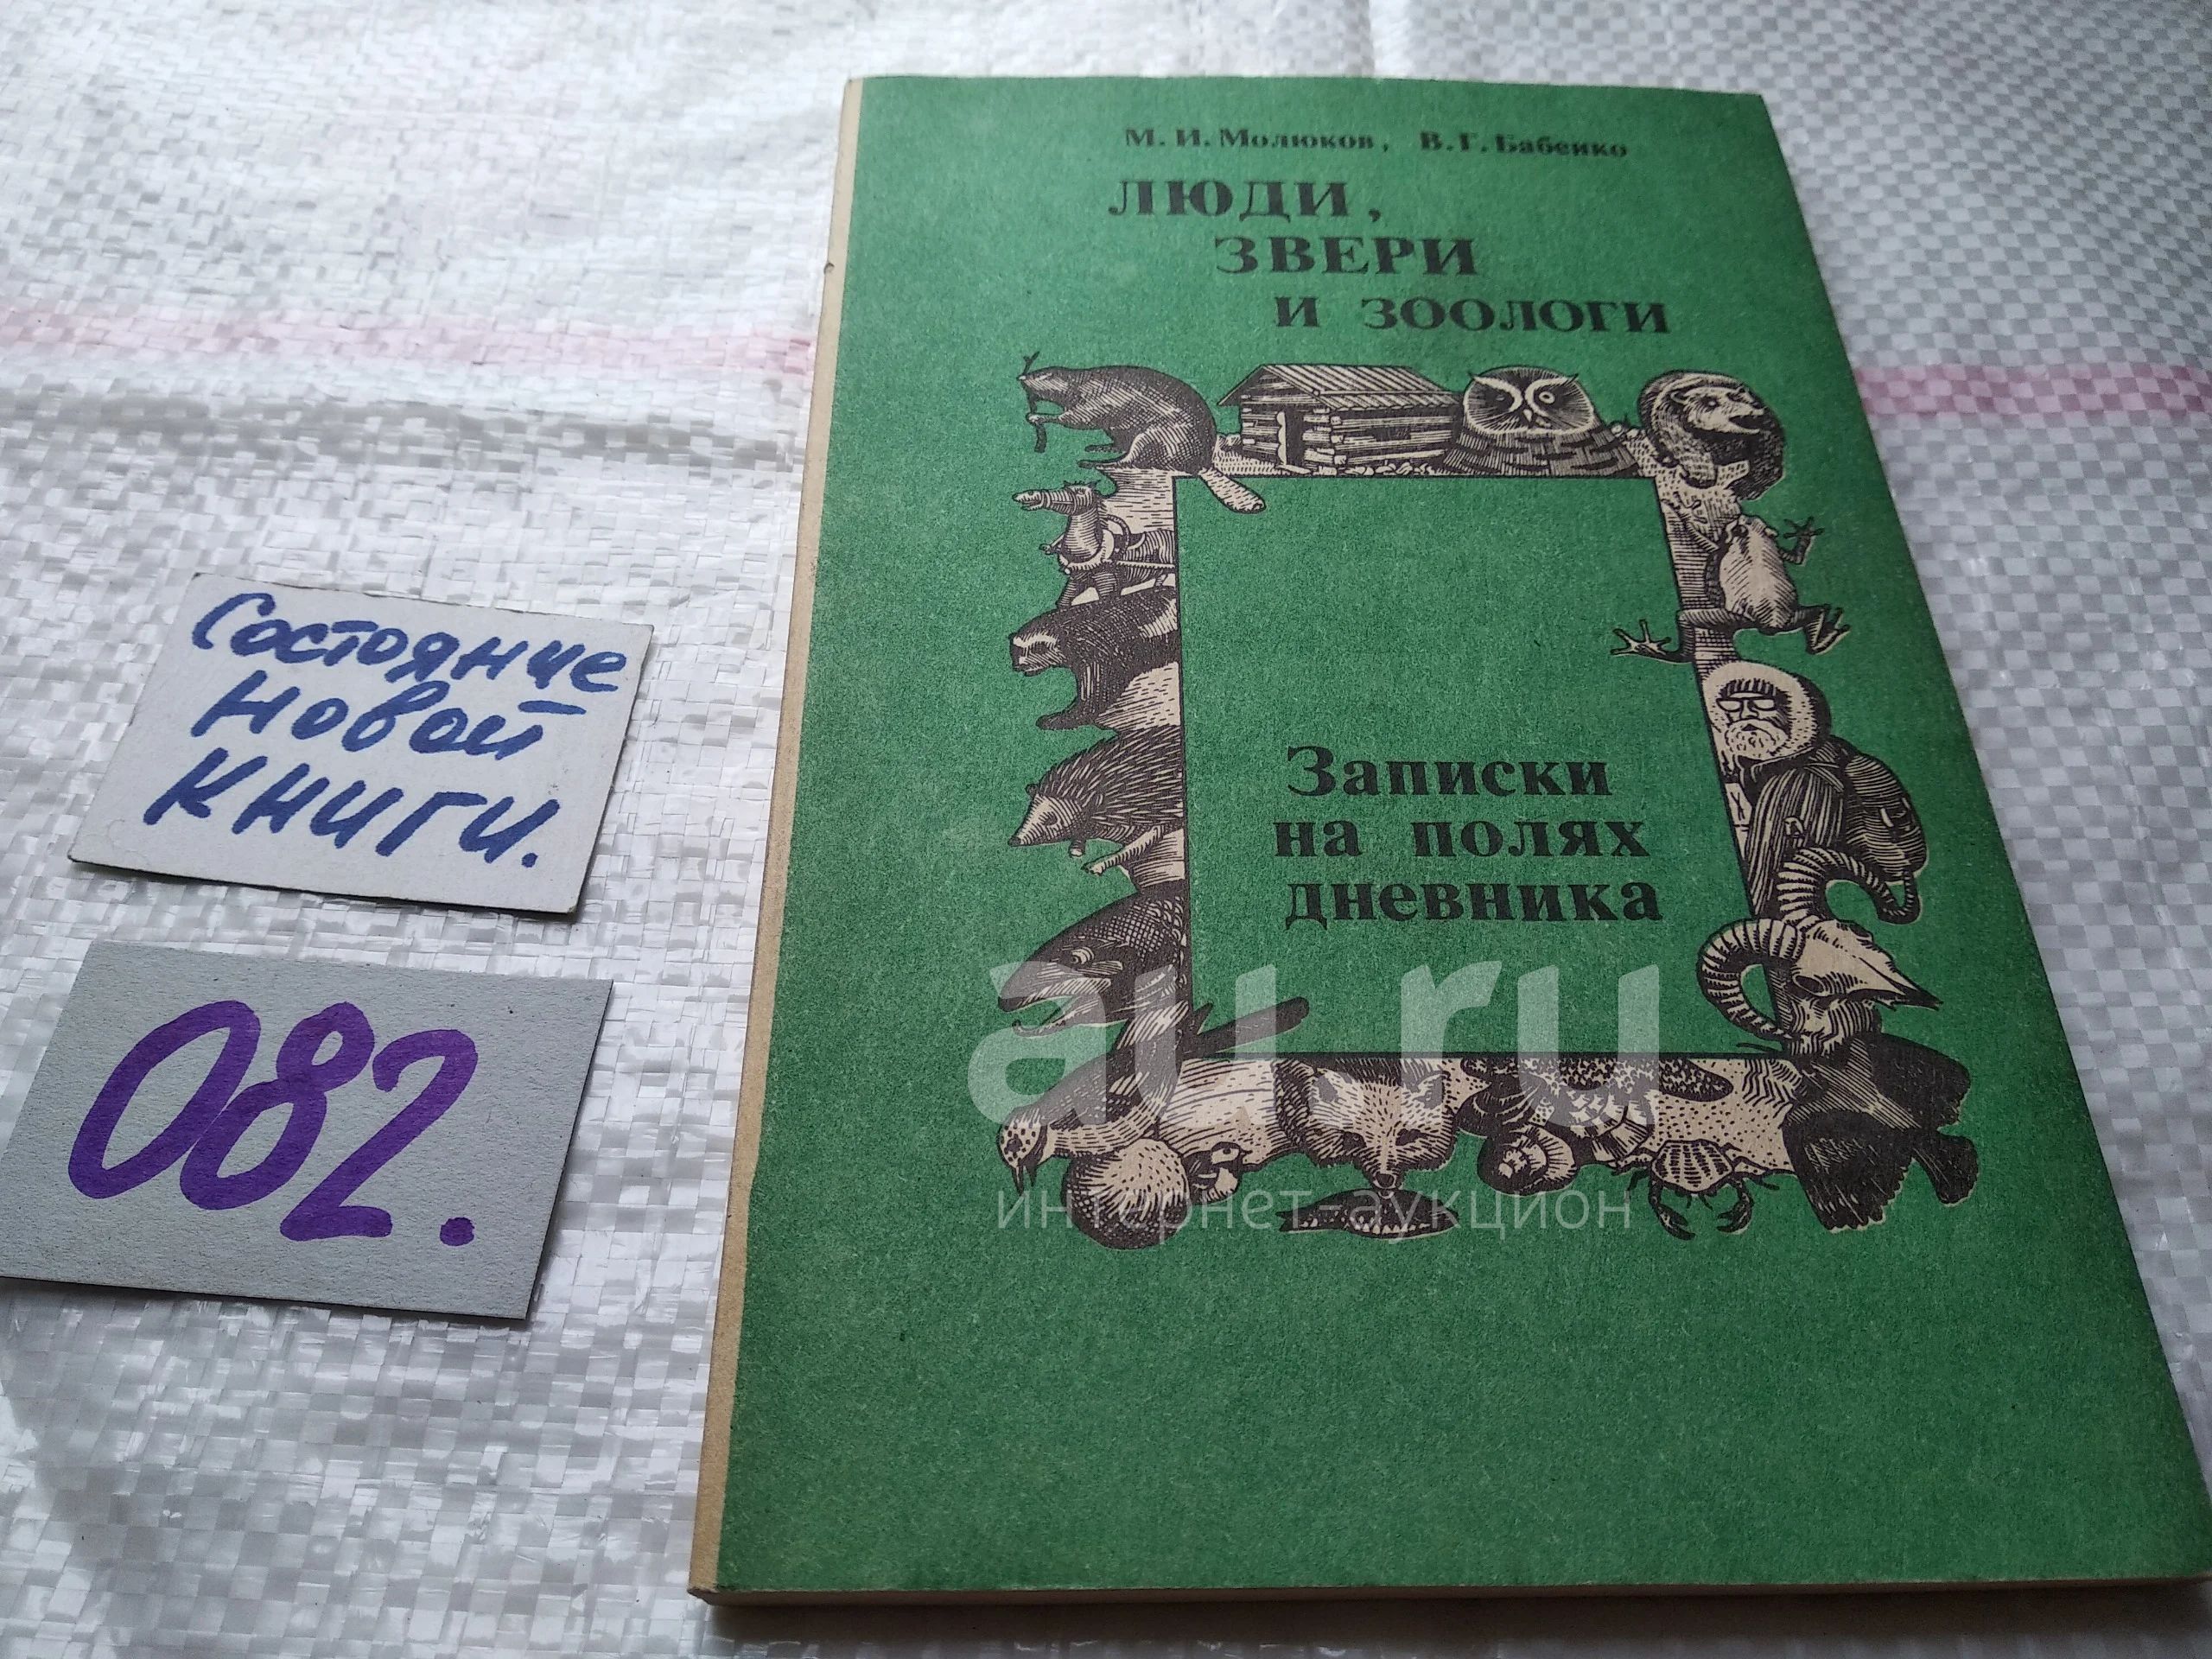 М. И. Молюков, В. Г. Бабенко
ЛЮДИ,
ЗВЕРИ
И ЗООЛОГИ
Записки
на полях
дневника
Состояние
новой
книги.
082.
au.ru
интернет-аукцион